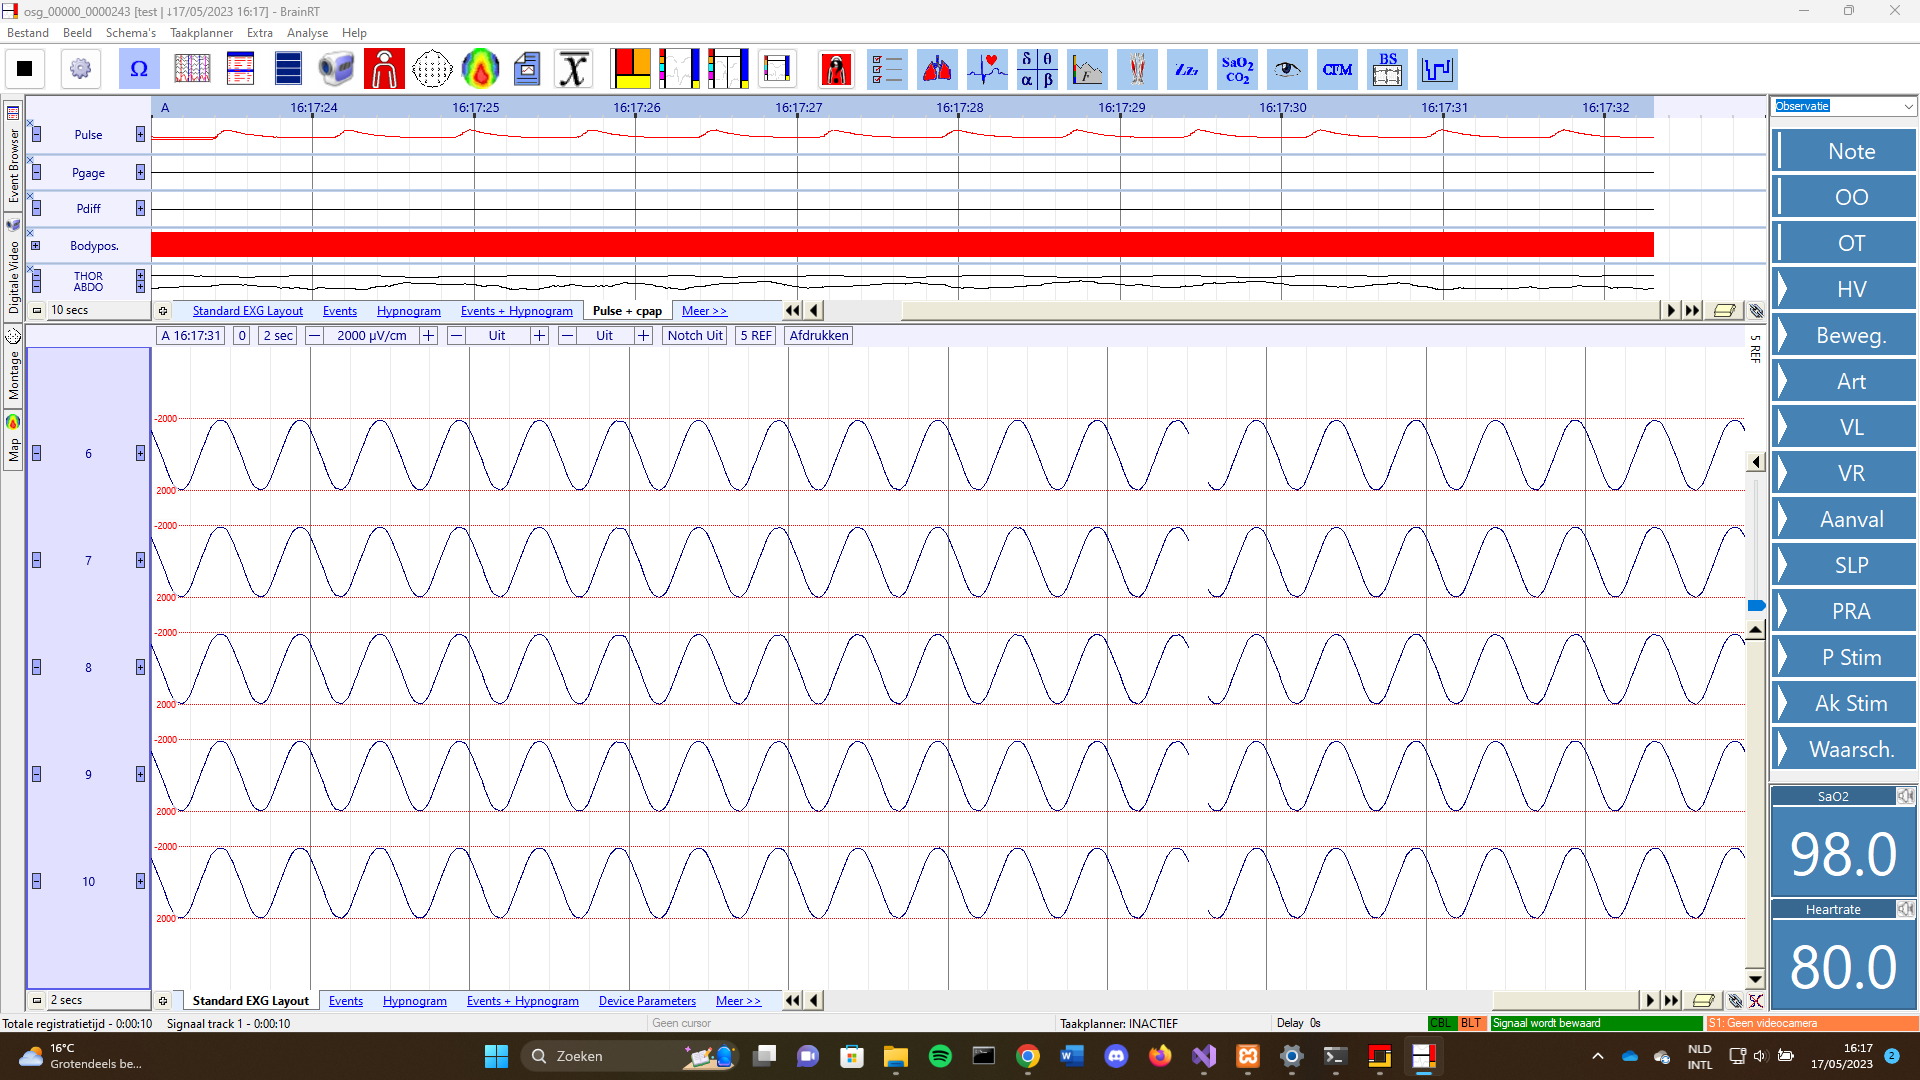 osg_00000_0000243 [test | ↓17/05/2023 16:17] - BrainRT
Bestand Beeld Schema's Taakplanner Extra Analyse Help
Ω X δ θ α β F Zzz SaO₂ CO₂ CFM BS
A 16:17:24 16:17:25 16:17:26 16:17:27 16:17:28 16:17:29 16:17:30 16:17:31 16:17:32
Pulse
Pgage
Pdiff
Bodypos.
THOR
ABDO
10 secs Standard EXG Layout Events Hypnogram Events + Hypnogram Pulse + cpap Meer >>
A 16:17:31 0 2 sec 2000 µV/cm Uit Uit Notch Uit 5 REF Afdrukken
5 REF
Event Browser
Digitale Video
Montage
Map
-2000
6
2000
-2000
7
2000
-2000
8
2000
-2000
9
2000
-2000
10
2000
2 secs Standard EXG Layout Events Hypnogram Events + Hypnogram Device Parameters Meer >>
Observatie
Note
OO
OT
HV
Beweg.
Art
VL
VR
Aanval
SLP
PRA
P Stim
Ak Stim
Waarsch.
SaO2
98.0
Heartrate
80.0
Totale registratietijd - 0:00:10 Signaal track 1 - 0:00:10 Geen cursor Taakplanner: INACTIEF Delay 0s CBL BLT Signaal wordt bewaard S1: Geen videocamera
16°C
Grotendeels be...
Zoeken
NLD
INTL
16:17
17/05/2023
2